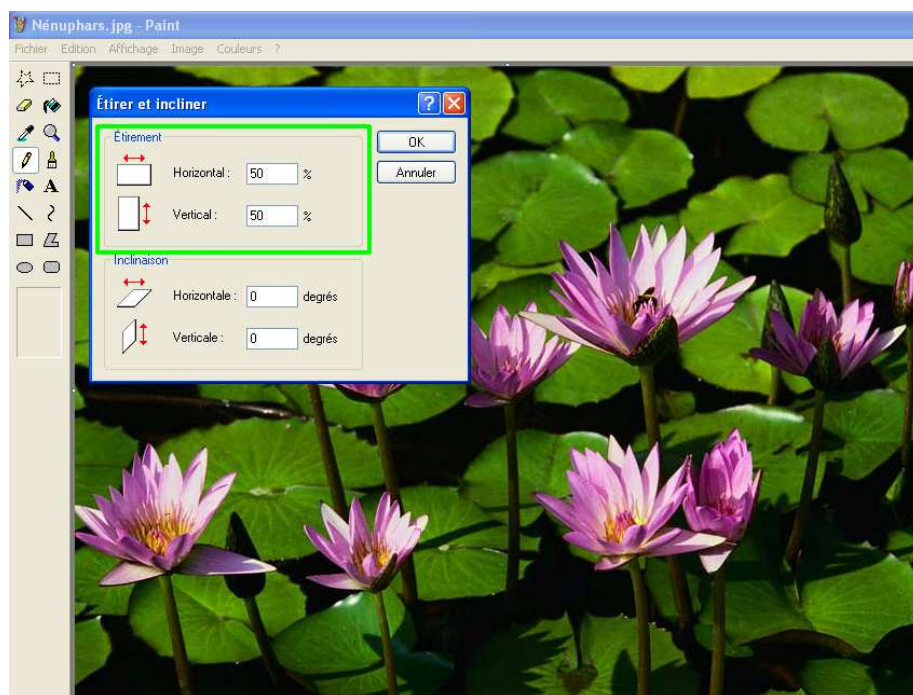 Nénuphars.jpg - Paint
Fichier Edition Affichage Image Couleurs ?
Étirer et incliner
Étirement
OK
Horizontal : 50 %
Annuler
Vertical : 50 %
Inclinaison
Horizontale : 0 degrés
Verticale : 0 degrés
A